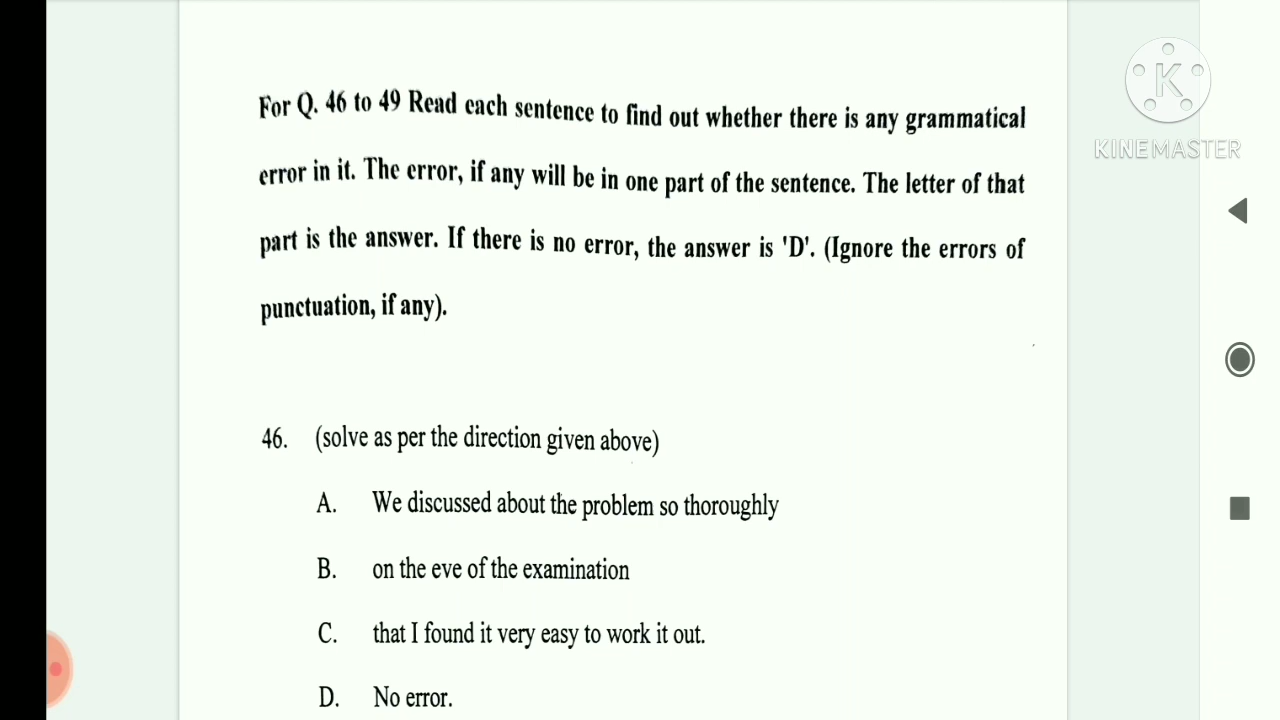 For Q. 46 to 49 Read each sentence to find out whether there is any grammatical
error in it. The error, if any will be in one part of the sentence. The letter of that
part is the answer. If there is no error, the answer is 'D'. (Ignore the errors of
punctuation, if any).
K
KINEMASTER
46. (solve as per the direction given above)
A. We discussed about the problem so thoroughly
B. on the eve of the examination
C. that I found it very easy to work it out.
D. No error.